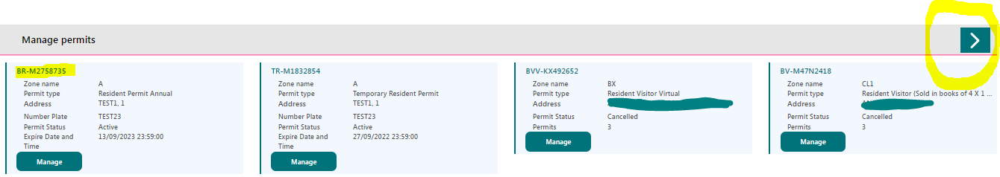 Manage permits
BR-M2758735
Zone name A
Permit type Resident Permit Annual
Address TEST1, 1
Number Plate TEST23
Permit Status Active
Expire Date and Time 13/09/2023 23:59:00
Manage
TR-M1832854
Zone name A
Permit type Temporary Resident Permit
Address TEST1, 1
Number Plate TEST23
Permit Status Active
Expire Date and Time 27/09/2022 23:59:00
Manage
BVV-KX492652
Zone name BX
Permit type Resident Visitor Virtual
Address
Permit Status Cancelled
Permits 3
Manage
BV-M47N2418
Zone name CL1
Permit type Resident Visitor (Sold in books of 4 X 1 ...
Address
Permit Status Cancelled
Permits 3
Manage